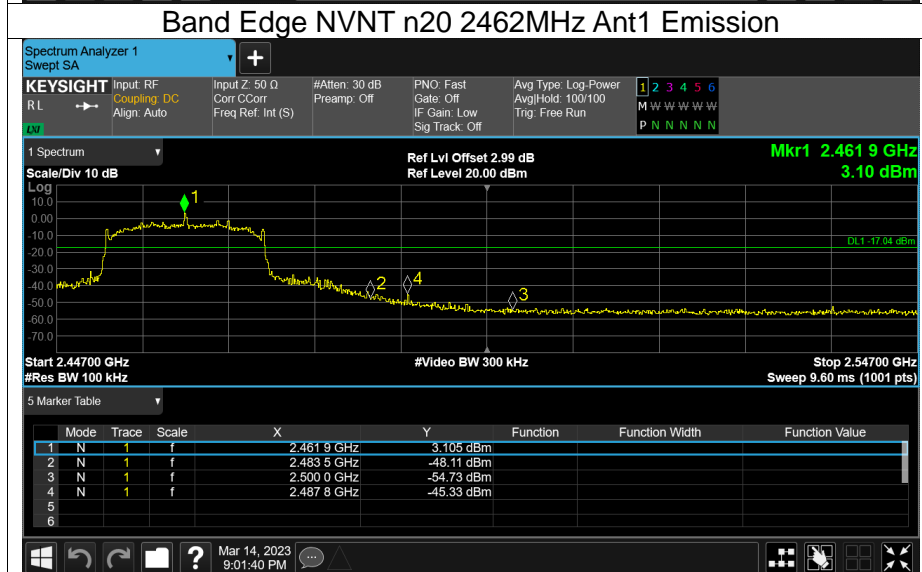 Band Edge NVNT n20 2462MHz Ant1 Emission
Spectrum Analyzer 1
Swept SA
+
KEYSIGHT Input: RF Input Z: 50 Ω #Atten: 30 dB PNO: Fast Avg Type: Log-Power 1 2 3 4 5 6
RL Coupling: DC Corr CCorr Preamp: Off Gate: Off Avg|Hold: 100/100 M W W W W W
Align: Auto Freq Ref: Int (S) IF Gain: Low Trig: Free Run
LXI Sig Track: Off P N N N N N
1 Spectrum Ref Lvl Offset 2.99 dB Mkr1 2.461 9 GHz
Scale/Div 10 dB Ref Level 20.00 dBm 3.10 dBm
Log
10.0 1
0.00
-10.0
DL1 -17.04 dBm
-20.0
-30.0
-40.0 2 4
-50.0 3
-60.0
-70.0
Start 2.44700 GHz #Video BW 300 kHz Stop 2.54700 GHz
#Res BW 100 kHz Sweep 9.60 ms (1001 pts)
5 Marker Table
Mode Trace Scale X Y Function Function Width Function Value
1 N 1 f 2.461 9 GHz 3.105 dBm
2 N 1 f 2.483 5 GHz -48.11 dBm
3 N 1 f 2.500 0 GHz -54.73 dBm
4 N 1 f 2.487 8 GHz -45.33 dBm
5
6
? Mar 14, 2023
9:01:40 PM